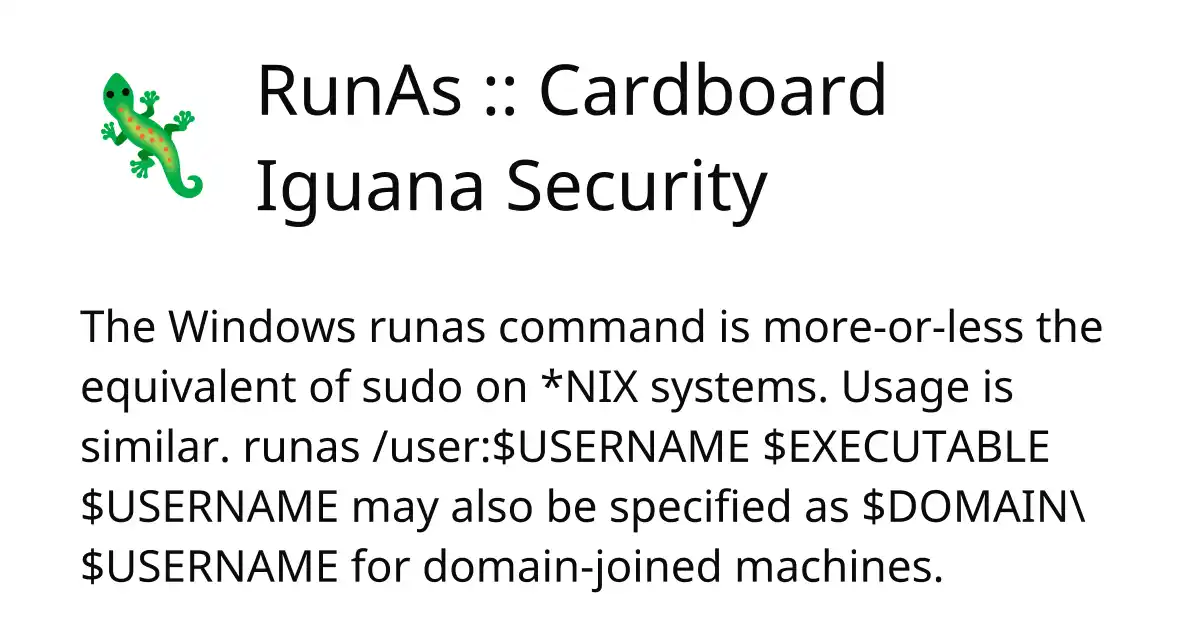 RunAs :: Cardboard
Iguana Security
The Windows runas command is more-or-less the
equivalent of sudo on *NIX systems. Usage is
similar. runas /user:$USERNAME $EXECUTABLE
$USERNAME may also be specified as $DOMAIN\
$USERNAME for domain-joined machines.